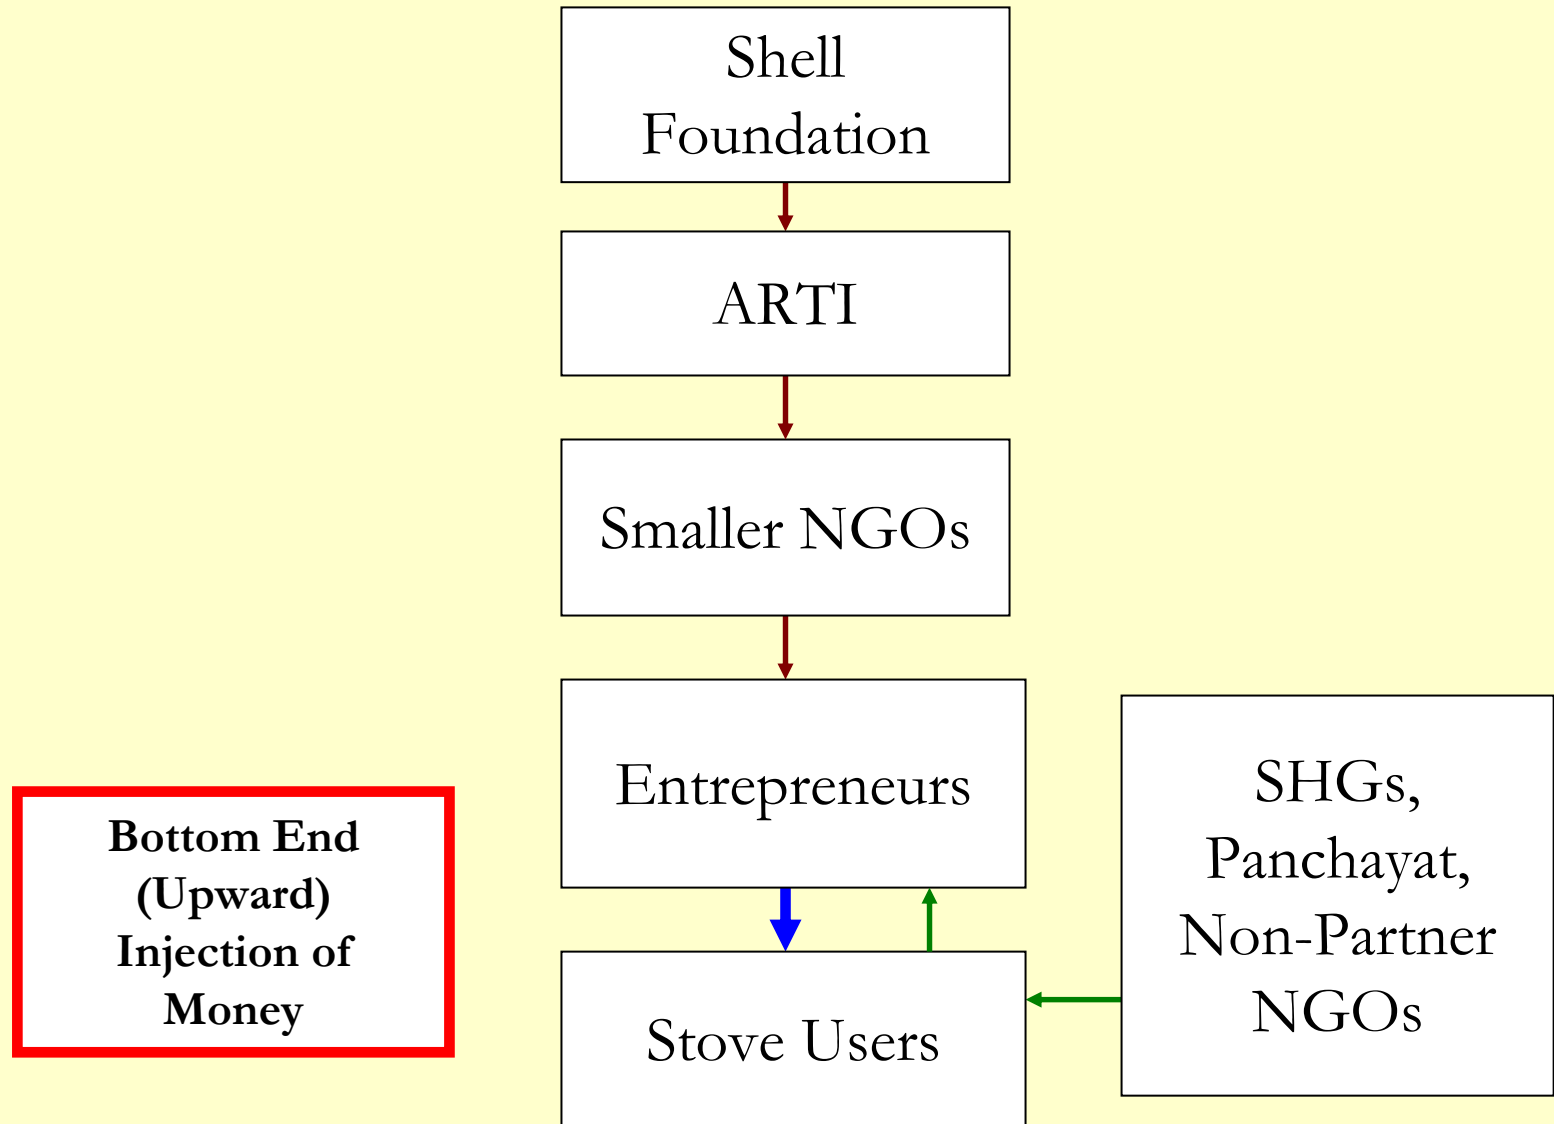 Shell
Foundation
ARTI
Smaller NGOs
Entrepreneurs
Bottom End
(Upward)
Injection of
Money
SHGs,
Panchayat,
Non-Partner
NGOs
Stove Users